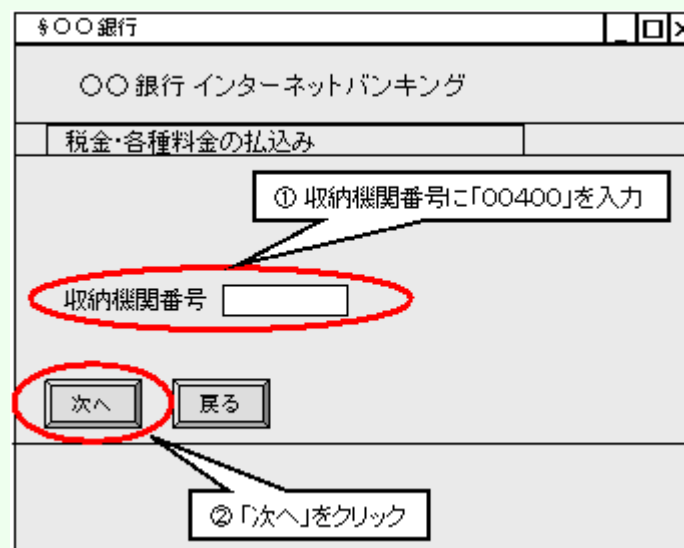 §○○銀行
○○銀行 インターネットバンキング
税金・各種料金の払込み
① 収納機関番号に「00400」を入力
収納機関番号
次へ 戻る
② 「次へ」をクリック